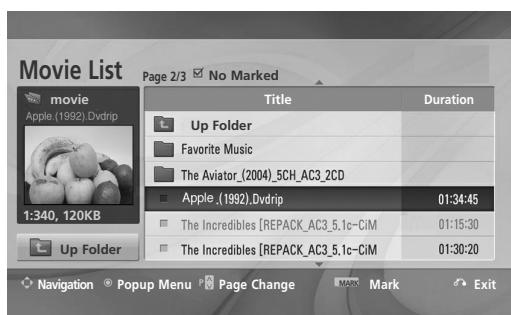 Movie List Page 2/3 No Marked
movie
Apple.(1992).Dvdrip
1:340, 120KB
Up Folder
Title Duration
Up Folder
Favorite Music
The Aviator_(2004)_5CH_AC3_2CD
Apple .(1992).Dvdrip 01:34:45
The Incredibles [REPACK_AC3_5.1c-CiM 01:15:30
The Incredibles [REPACK_AC3_5.1c-CiM 01:30:20
Navigation Popup Menu P Page Change MARK Mark Exit